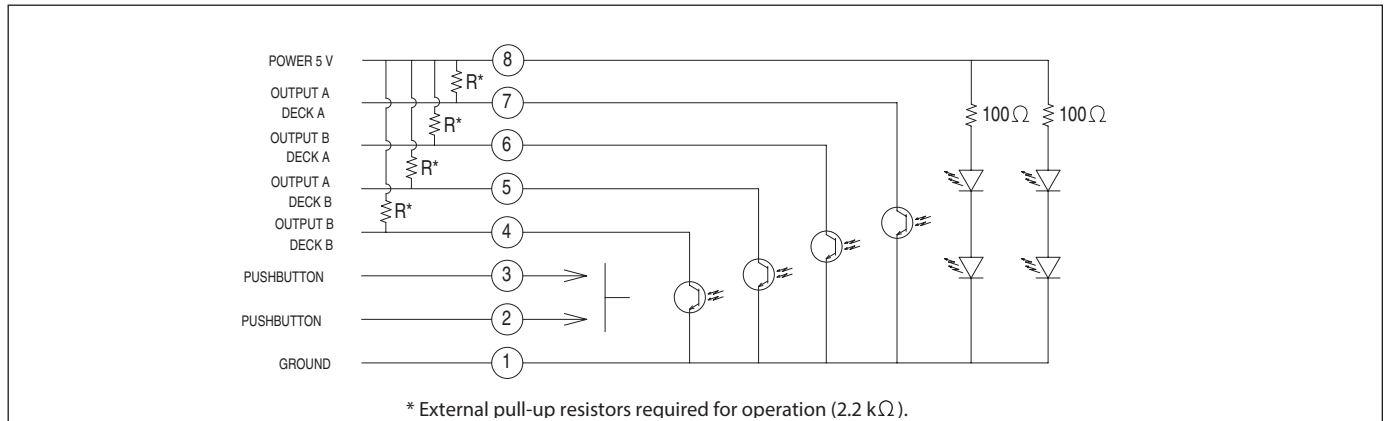 POWER 5 V
8
R*
OUTPUT A
DECK A
7
100Ω
100Ω
R*
OUTPUT B
DECK A
6
R*
OUTPUT A
DECK B
5
R*
OUTPUT B
DECK B
4
PUSHBUTTON
3
PUSHBUTTON
2
GROUND
1
* External pull-up resistors required for operation (2.2 kΩ).